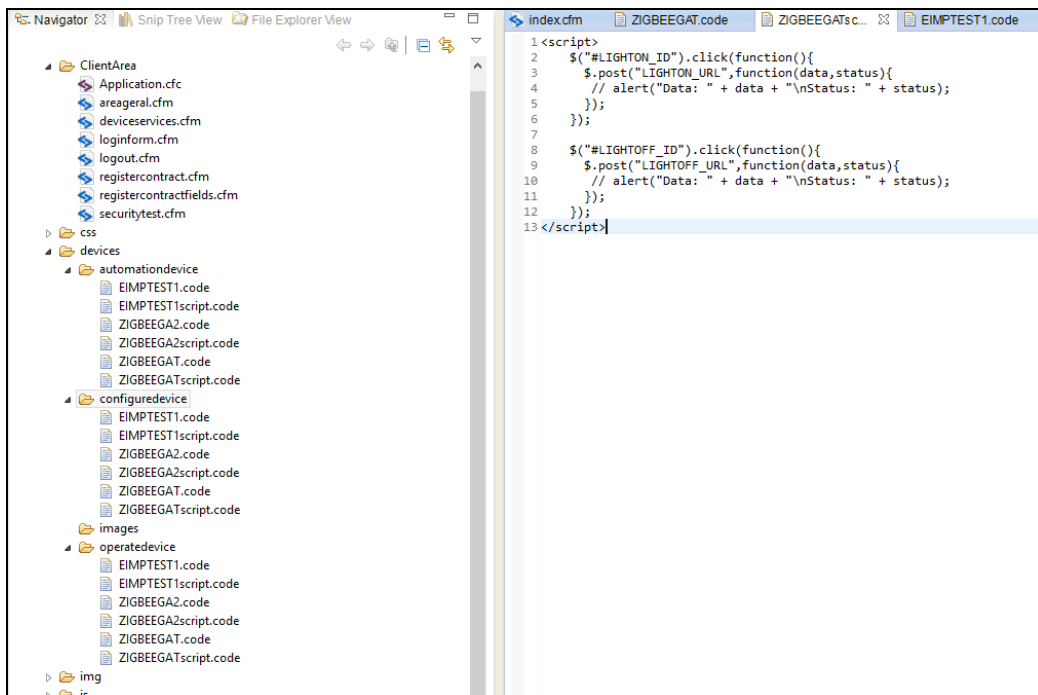 Navigator
Snip Tree View
File Explorer View
ClientArea
Application.cfc
areageral.cfm
deviceservices.cfm
loginform.cfm
logout.cfm
registercontract.cfm
registercontractfields.cfm
securitytest.cfm
css
devices
automationdevice
EIMPTEST1.code
EIMPTEST1script.code
ZIGBEEGA2.code
ZIGBEEGA2script.code
ZIGBEEGAT.code
ZIGBEEGATscript.code
configuredevice
EIMPTEST1.code
EIMPTEST1script.code
ZIGBEEGA2.code
ZIGBEEGA2script.code
ZIGBEEGAT.code
ZIGBEEGATscript.code
images
operatedevice
EIMPTEST1.code
EIMPTEST1script.code
ZIGBEEGA2.code
ZIGBEEGA2script.code
ZIGBEEGAT.code
ZIGBEEGATscript.code
img
index.cfm
ZIGBEEGAT.code
ZIGBEEGATsc...
EIMPTEST1.code
1 <script>
2 $("#LIGHTON_ID").click(function(){
3 $.post("LIGHTON_URL",function(data,status){
4 // alert("Data: " + data + "\nStatus: " + status);
5 });
6 });
7
8 $("#LIGHTOFF_ID").click(function(){
9 $.post("LIGHTOFF_URL",function(data,status){
10 // alert("Data: " + data + "\nStatus: " + status);
11 });
12 });
13 </script>